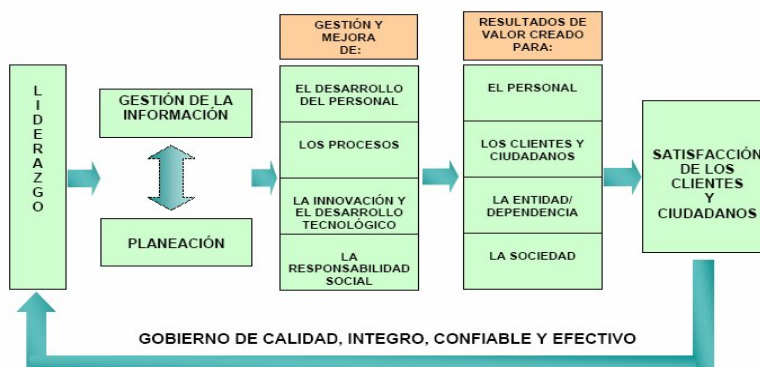 GESTIÓN Y
MEJORA
DE:
RESULTADOS DE
VALOR CREADO
PARA:
LIDERAZGO
GESTIÓN DE LA
INFORMACIÓN
PLANEACIÓN
EL DESARROLLO
DEL PERSONAL
LOS PROCESOS
LA INNOVACIÓN Y
EL DESARROLLO
TECNOLÓGICO
LA
RESPONSABILIDAD
SOCIAL
EL PERSONAL
LOS CLIENTES Y
CIUDADANOS
LA ENTIDAD/
DEPENDENCIA
LA SOCIEDAD
SATISFACCIÓN
DE LOS
CLIENTES
Y
CIUDADANOS
GOBIERNO DE CALIDAD, INTEGRO, CONFIABLE Y EFECTIVO